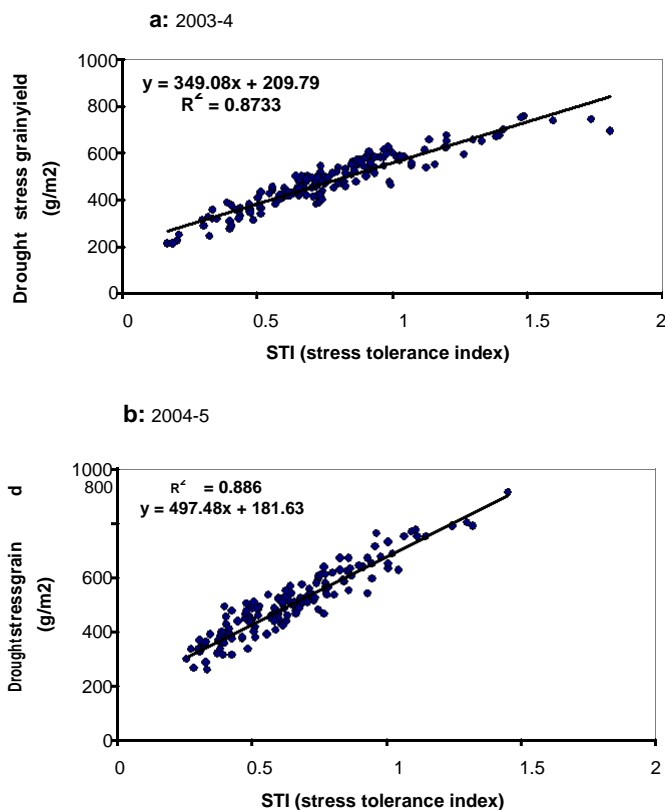 a: 2003-4
1000
y = 349.08x + 209.79
R² = 0.8733
800
600
400
200
0
Drought stress grainyield
(g/m2)
0 0.5 1 1.5 2
STI (stress tolerance index)
b: 2004-5
1000
800
R² = 0.886
y = 497.48x + 181.63
600
400
200
0
Droughtstressgrain d
(g/m2)
0 0.5 1 1.5 2
STI (stress tolerance index)